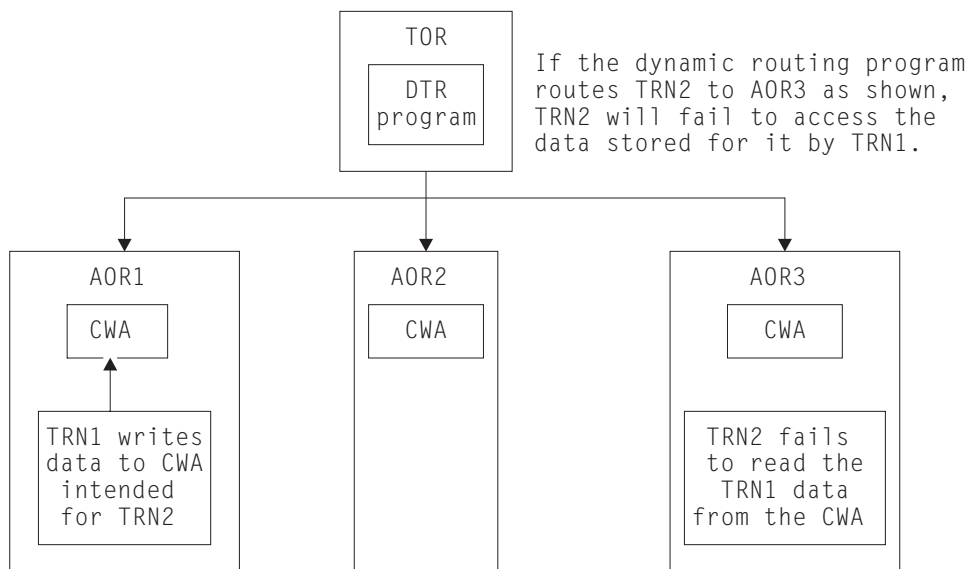 TOR
DTR
program
If the dynamic routing program
routes TRN2 to AOR3 as shown,
TRN2 will fail to access the
data stored for it by TRN1.
AOR1
CWA
TRN1 writes
data to CWA
intended
for TRN2
AOR2
CWA
AOR3
CWA
TRN2 fails
to read the
TRN1 data
from the CWA